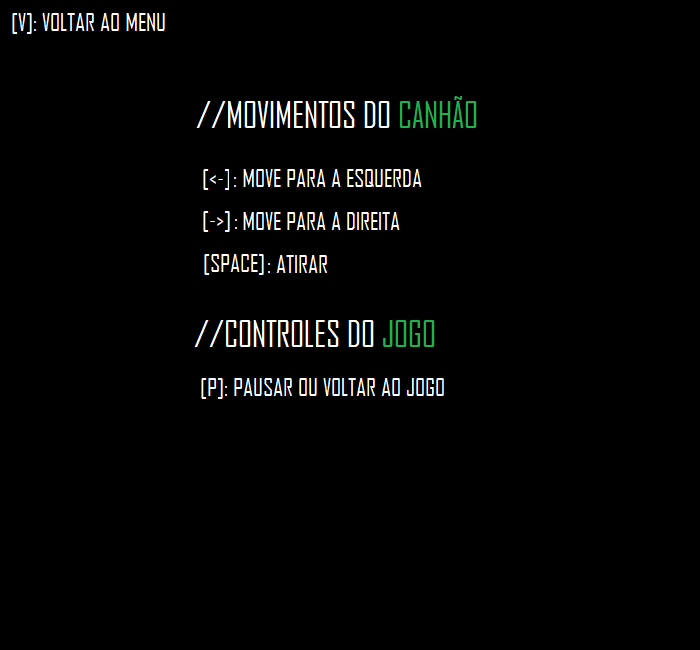 [V]: VOLTAR AO MENU
//MOVIMENTOS DO CANHÃO
[<-]: MOVE PARA A ESQUERDA
[->]: MOVE PARA A DIREITA
[SPACE]: ATIRAR
//CONTROLES DO JOGO
[P]: PAUSAR OU VOLTAR AO JOGO